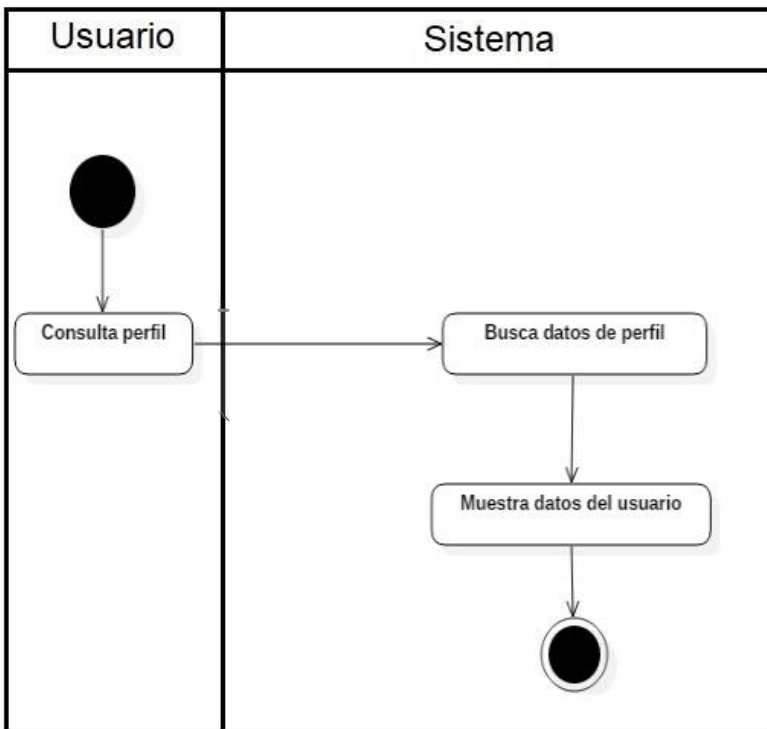 Usuario
Sistema
Consulta perfil
Busca datos de perfil
Muestra datos del usuario